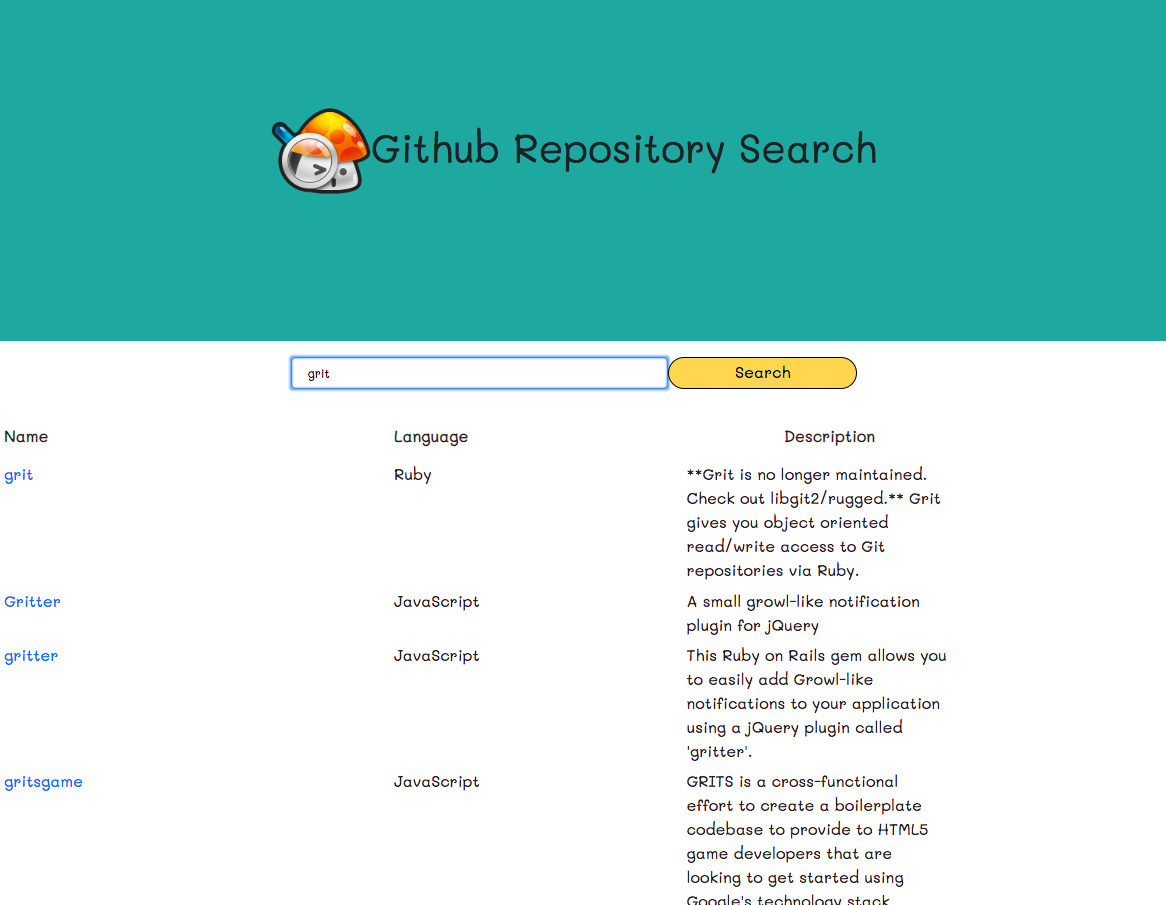 Github Repository Search
grit
Search
Name Language Description
grit Ruby **Grit is no longer maintained.
Check out libgit2/rugged.** Grit
gives you object oriented
read/write access to Git
repositories via Ruby.
Gritter JavaScript A small growl-like notification
plugin for jQuery
gritter JavaScript This Ruby on Rails gem allows you
to easily add Growl-like
notifications to your application
using a jQuery plugin called
'gritter'.
gritsgame JavaScript GRITS is a cross-functional
effort to create a boilerplate
codebase to provide to HTML5
game developers that are
looking to get started using
Google's technology stack